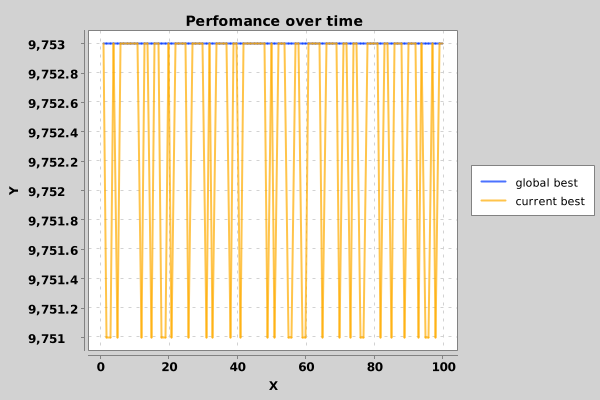 Perfomance over time
9,753
9,752.8
9,752.6
9,752.4
9,752.2
9,752
9,751.8
9,751.6
9,751.4
9,751.2
9,751
Y
0 20 40 60 80 100
X
global best
current best